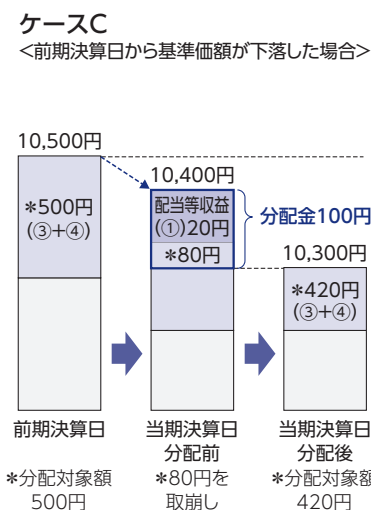 ケースC
<前期決算日から基準価額が下落した場合>
10,500円
10,400円
*500円
(③+④)
配当等収益
(①)20円
*80円
分配金100円
10,300円
*420円
(③+④)
前期決算日
当期決算日
分配前
当期決算日
分配後
*分配対象額
500円
*80円を
取崩し
*分配対象額
420円